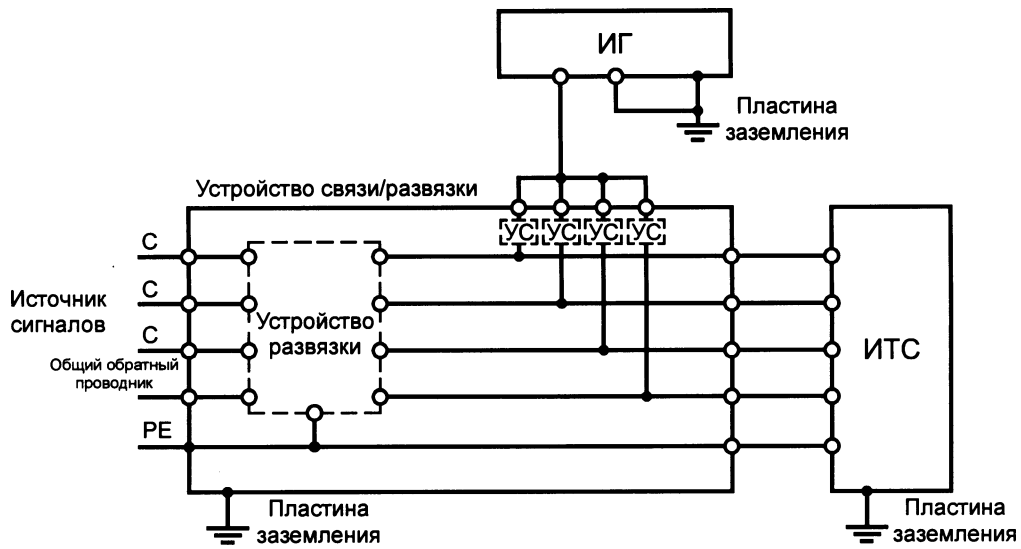 ИГ
Пластина
заземления
Устройство связи/развязки
УС УС УС УС
С
С
Источник
сигналов
Устройство
развязки
С
Общий обратный
проводник
ИТС
PE
Пластина
заземления
Пластина
заземления